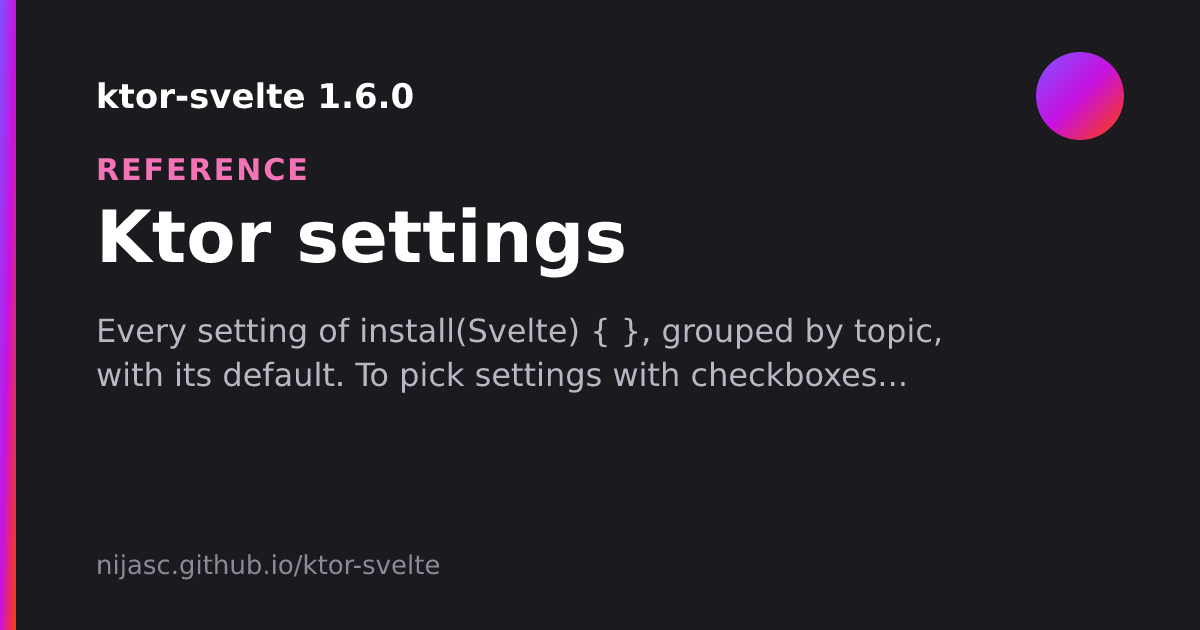 ktor-svelte 1.6.0
REFERENCE
Ktor settings
Every setting of install(Svelte) { }, grouped by topic,
with its default. To pick settings with checkboxes…
nijasc.github.io/ktor-svelte